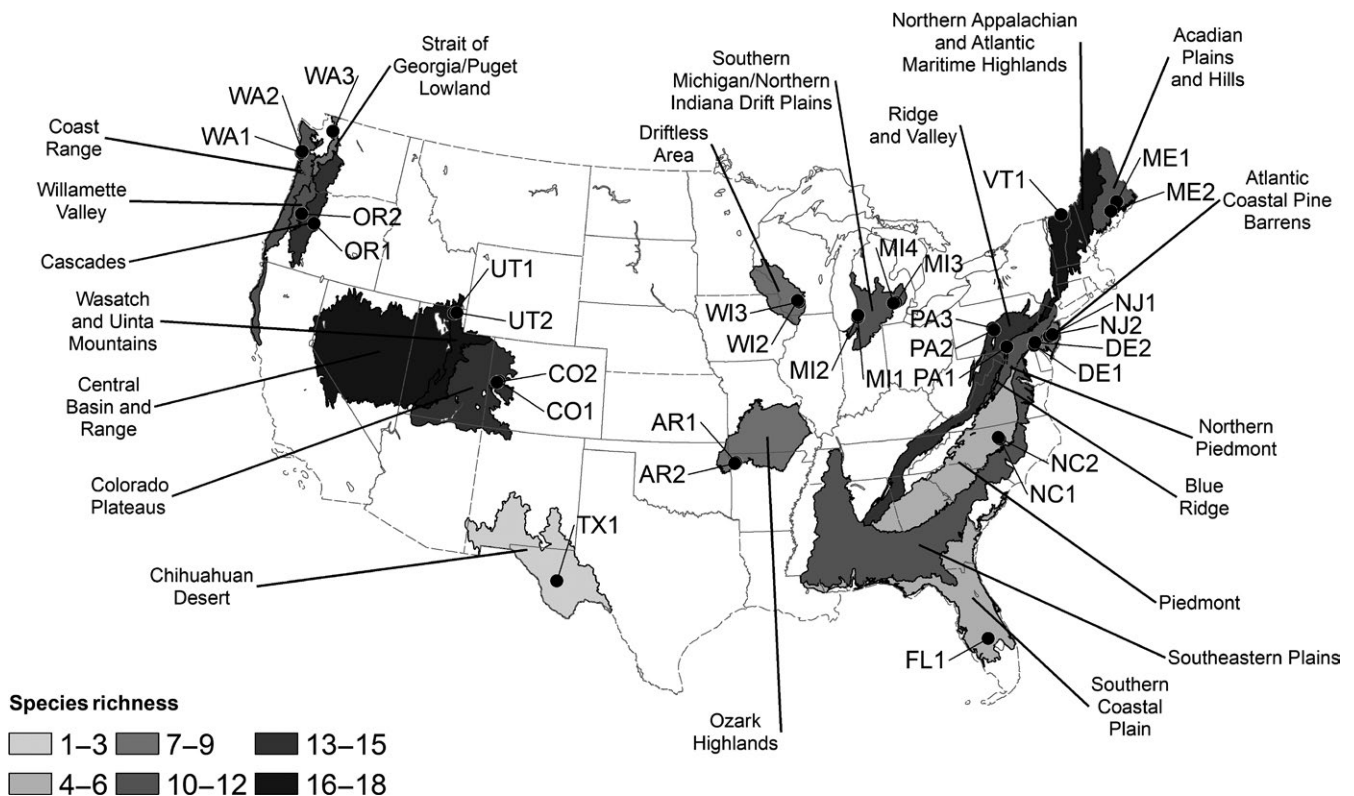 Strait of
Georgia/Puget
Lowland
WA3
WA2
WA1
Coast
Range
Willamette
Valley
OR2
OR1
Cascades
Wasatch
and Uinta
Mountains
UT1
UT2
Central
Basin and
Range
CO2
CO1
Colorado
Plateaus
Chihuahuan
Desert
TX1
Southern
Michigan/Northern
Indiana Drift Plains
Driftless
Area
WI3
WI2
MI4
MI3
MI2
MI1
AR1
AR2
Ozark
Highlands
Northern Appalachian
and Atlantic
Maritime Highlands
Ridge
and Valley
Acadian
Plains
and Hills
VT1
ME1
ME2
Atlantic
Coastal Pine
Barrens
PA3
PA2
PA1
NJ1
NJ2
DE2
DE1
Northern
Piedmont
NC2
NC1
Blue
Ridge
Piedmont
Southeastern Plains
FL1
Southern
Coastal
Plain
Species richness
1–3 7–9 13–15
4–6 10–12 16–18